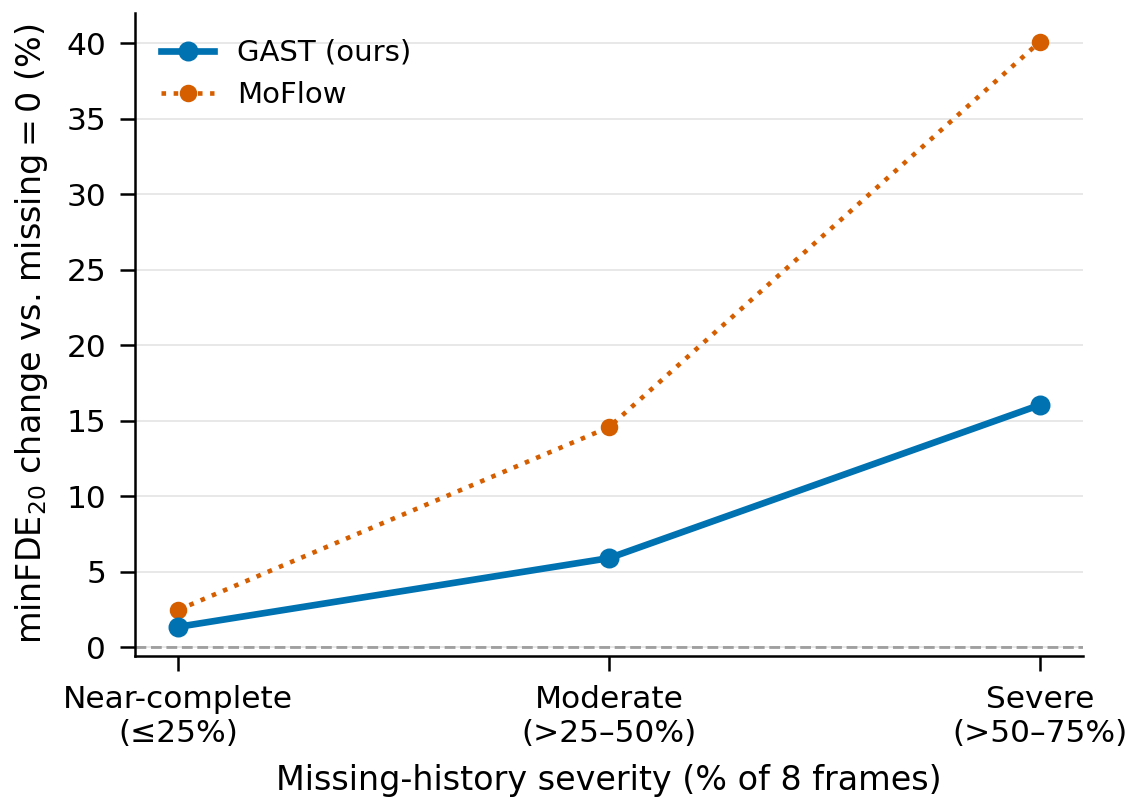 minFDE₂₀ change vs. missing = 0 (%)
40
35
30
25
20
15
10
5
0
GAST (ours)
MoFlow
Near-complete
(≤25%)
Moderate
(>25–50%)
Severe
(>50–75%)
Missing-history severity (% of 8 frames)